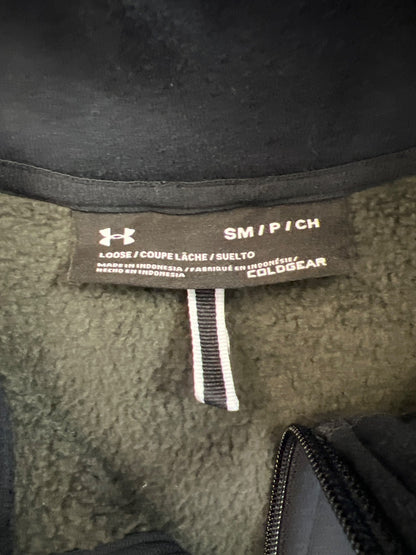 SM / P / CH
LOOSE / COUPE LÂCHE / SUELTO
MADE IN INDONESIA / FABRIQUÉ EN INDONÉSIE /
HECHO EN INDONESIA
COLDGEAR